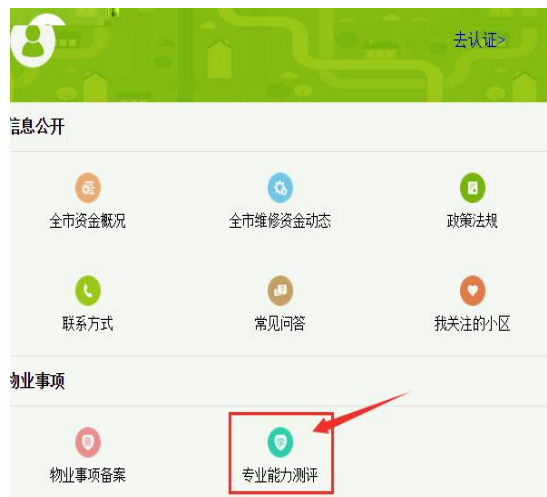 去认证>
信息公开
全市资金概况 全市维修资金动态 政策法规
联系方式 常见问答 我关注的小区
物业事项
物业事项备案 专业能力测评